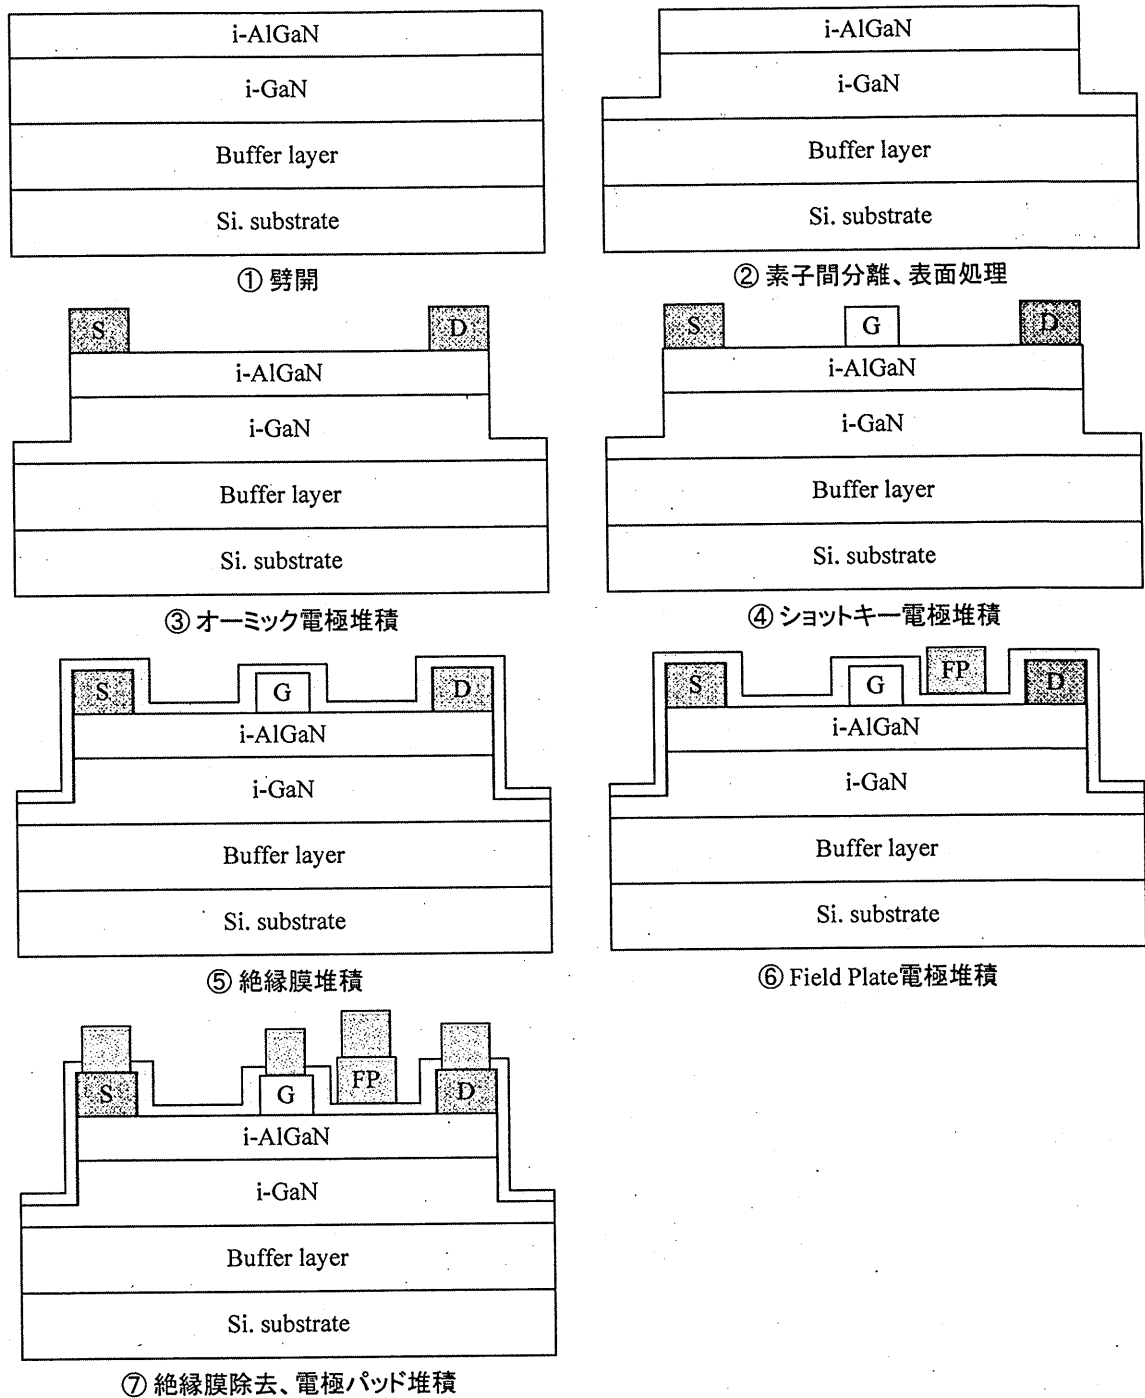 i-AlGaN
i-GaN
Buffer layer
Si. substrate
① 劈開
i-AlGaN
i-GaN
Buffer layer
Si. substrate
② 素子間分離、表面処理
S D
i-AlGaN
i-GaN
Buffer layer
Si. substrate
③ オーミック電極堆積
S G D
i-AlGaN
i-GaN
Buffer layer
Si. substrate
④ ショットキー電極堆積
S G D
i-AlGaN
i-GaN
Buffer layer
Si. substrate
⑤ 絶縁膜堆積
S G FP D
i-AlGaN
i-GaN
Buffer layer
Si. substrate
⑥ Field Plate電極堆積
S G FP D
i-AlGaN
i-GaN
Buffer layer
Si. substrate
⑦ 絶縁膜除去、電極パッド堆積